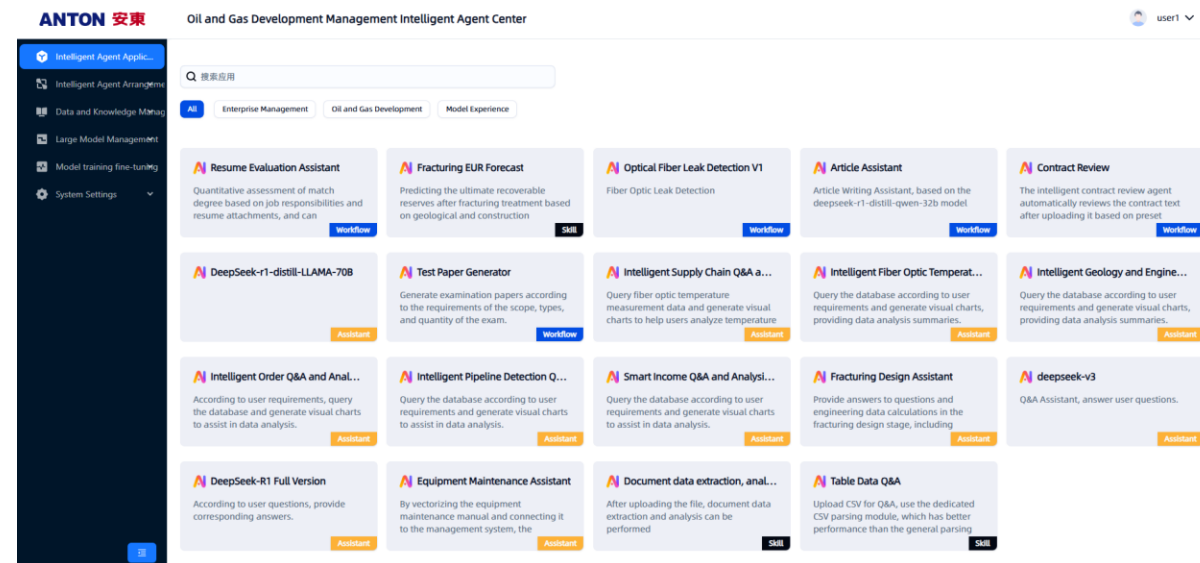 ANTON 安東
Oil and Gas Development Management Intelligent Agent Center
user1
Intelligent Agent Applic...
Intelligent Agent Arrangeme
Data and Knowledge Manag
Large Model Management
Model training fine-tuning
System Settings
搜索应用
All
Enterprise Management
Oil and Gas Development
Model Experience
Resume Evaluation Assistant
Quantitative assessment of match
degree based on job responsibilities and
resume attachments, and can
Workflow
Fracturing EUR Forecast
Predicting the ultimate recoverable
reserves after fracturing treatment based
on geological and construction
Skill
Optical Fiber Leak Detection V1
Fiber Optic Leak Detection
Workflow
Article Assistant
Article Writing Assistant, based on the
deepseek-r1-distill-qwen-32b model
Workflow
Contract Review
The intelligent contract review agent
automatically reviews the contract text
after uploading it based on preset
Workflow
DeepSeek-r1-distill-LLAMA-70B
Assistant
Test Paper Generator
Generate examination papers according
to the requirements of the scope, types,
and quantity of the exam.
Workflow
Intelligent Supply Chain Q&A a...
Query fiber optic temperature
measurement data and generate visual
charts to help users analyze temperature
Assistant
Intelligent Fiber Optic Temperat...
Query the database according to user
requirements and generate visual charts,
providing data analysis summaries.
Assistant
Intelligent Geology and Engine...
Query the database according to user
requirements and generate visual charts,
providing data analysis summaries.
Assistant
Intelligent Order Q&A and Anal...
According to user requirements, query
the database and generate visual charts
to assist in data analysis.
Assistant
Intelligent Pipeline Detection Q...
Query the database according to user
requirements and generate visual charts
to assist in data analysis.
Assistant
Smart Income Q&A and Analysi...
Query the database according to user
requirements and generate visual charts
to assist in data analysis.
Assistant
Fracturing Design Assistant
Provide answers to questions and
engineering data calculations in the
fracturing design stage, including
Assistant
deepseek-v3
Q&A Assistant, answer user questions.
Assistant
DeepSeek-R1 Full Version
According to user questions, provide
corresponding answers.
Assistant
Equipment Maintenance Assistant
By vectorizing the equipment
maintenance manual and connecting it
to the management system, the
Assistant
Document data extraction, anal...
After uploading the file, document data
extraction and analysis can be
performed
Skill
Table Data Q&A
Upload CSV for Q&A, use the dedicated
CSV parsing module, which has better
performance than the general parsing
Skill